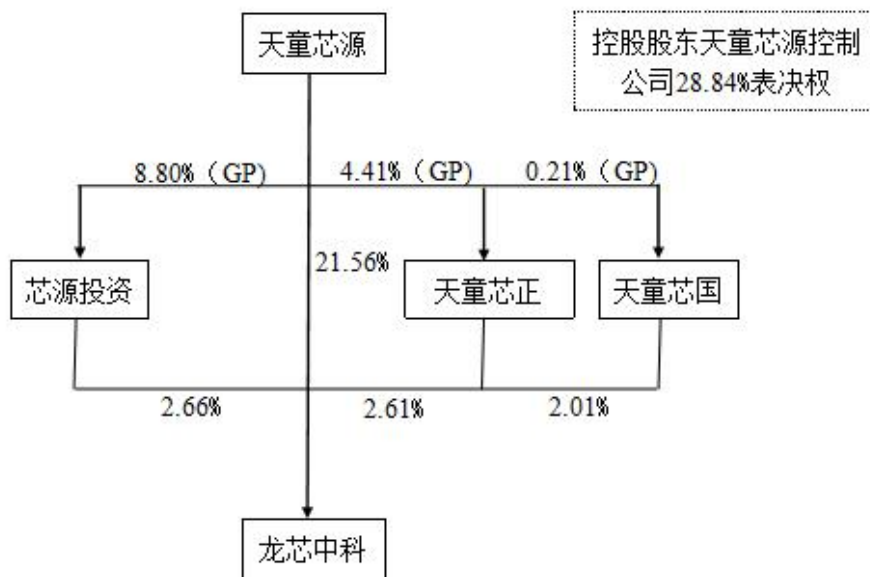 天童芯源
控股股东天童芯源控制
公司28.84%表决权
8.80%（GP)
4.41%（GP)
0.21%（GP)
芯源投资
21.56%
天童芯正
天童芯国
2.66%
2.61%
2.01%
龙芯中科